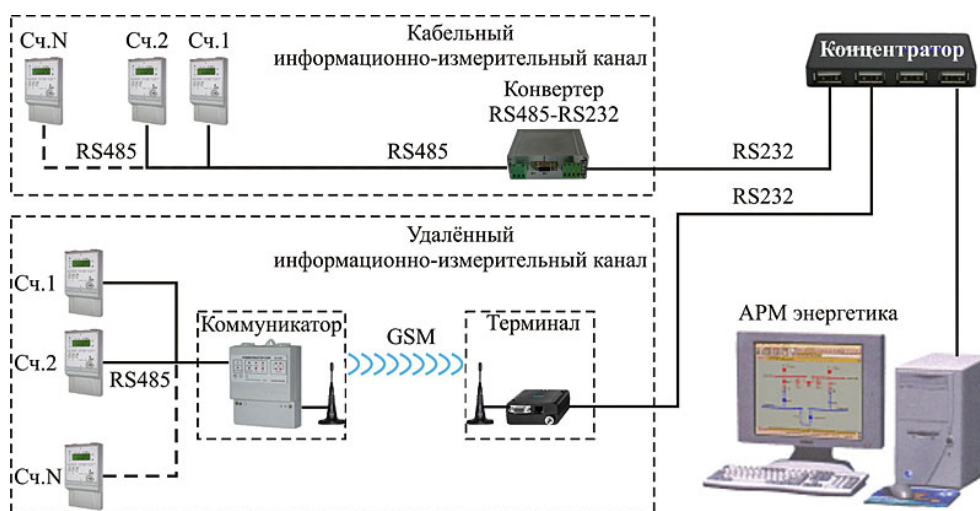 Сч.N
Сч.2
Сч.1
Кабельный
информационно-измерительный канал
Конвертер
RS485-RS232
RS485
RS485
RS232
Концентратор
RS232
Удалённый
информационно-измерительный канал
Сч.1
Сч.2
Сч.N
RS485
Коммуникатор
GSM
Терминал
АРМ энергетика